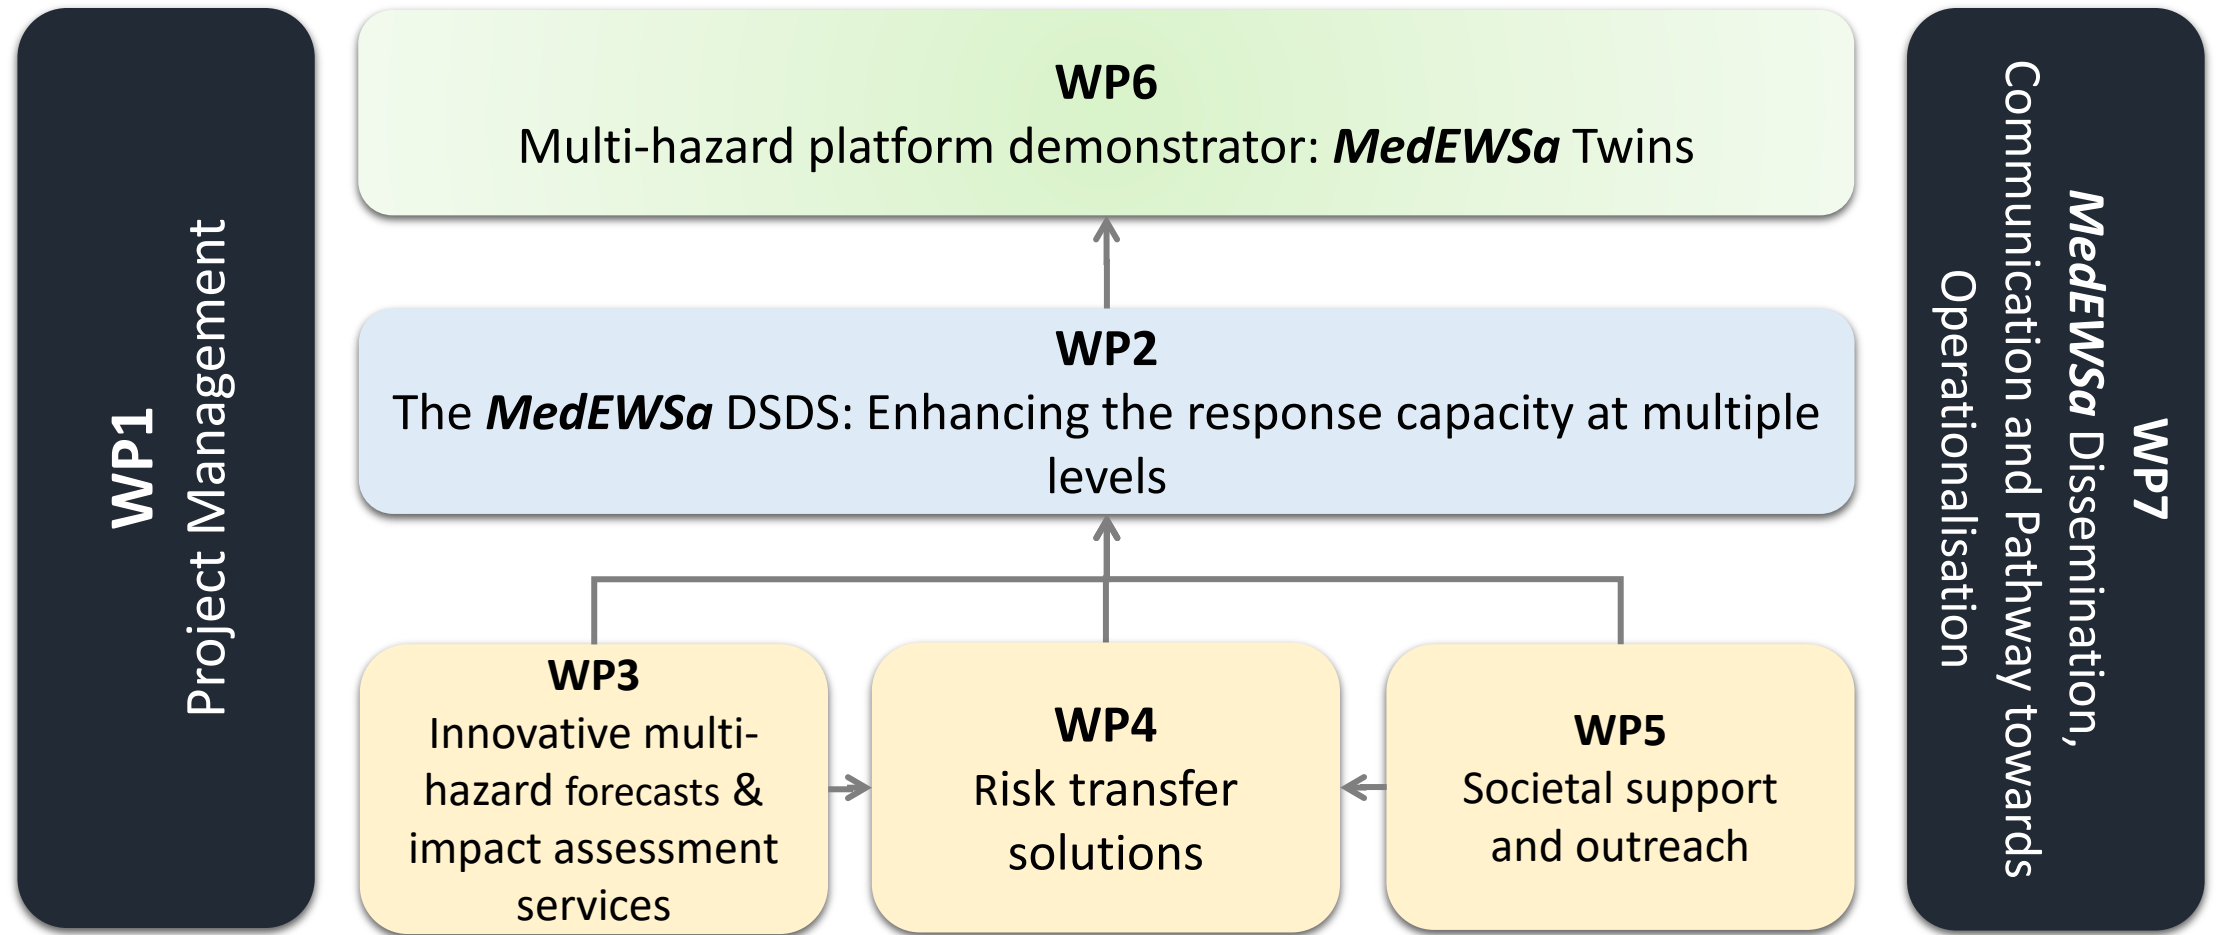 WP1
Project Management
WP6
Multi-hazard platform demonstrator: MedEWSa Twins
WP2
The MedEWSa DSDS: Enhancing the response capacity at multiple
levels
WP3
Innovative multi-
hazard forecasts &
impact assessment
services
WP4
Risk transfer
solutions
WP5
Societal support
and outreach
WP7
MedEWSa Dissemination,
Communication and Pathway towards
Operationalisation